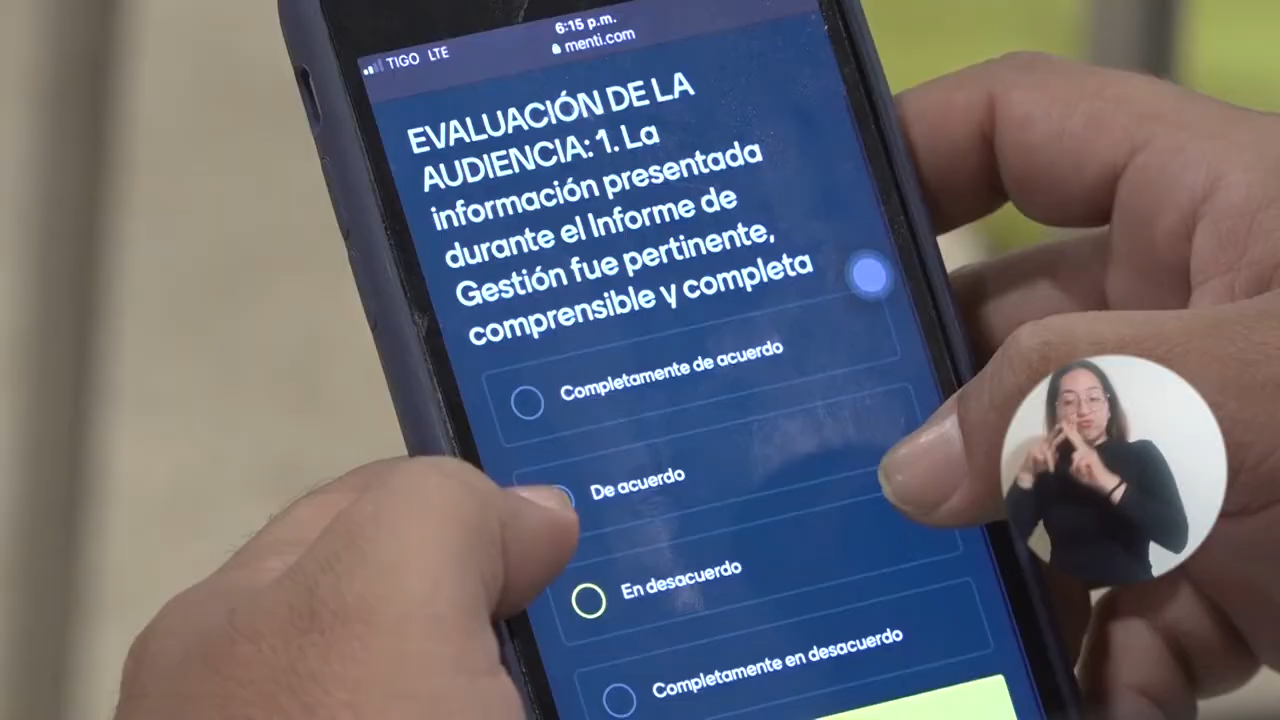 TIGO LTE
6:15 p.m.
menti.com
EVALUACIÓN DE LA
AUDIENCIA: 1. La
información presentada
durante el Informe de
Gestión fue pertinente,
comprensible y completa
Completamente de acuerdo
De acuerdo
En desacuerdo
Completamente en desacuerdo